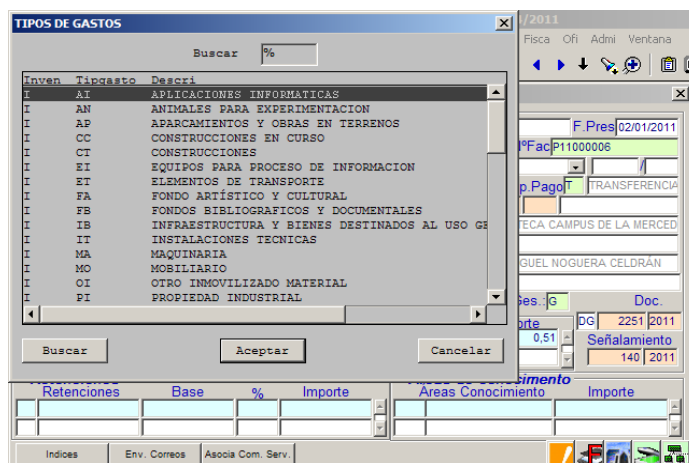 TIPOS DE GASTOS
/2011
Fisca Ofi Admi Ventana
Buscar %
Inven Tipgasto Descri
I AI APLICACIONES INFORMATICAS
I AN ANIMALES PARA EXPERIMENTACION
I AP APARCAMIENTOS Y OBRAS EN TERRENOS
I CC CONSTRUCCIONES EN CURSO
I CT CONSTRUCCIONES
I EI EQUIPOS PARA PROCESO DE INFORMACION
I ET ELEMENTOS DE TRANSPORTE
I FA FONDO ARTÍSTICO Y CULTURAL
I FB FONDOS BIBLIOGRAFICOS Y DOCUMENTALES
I IB INFRAESTRUCTURA Y BIENES DESTINADOS AL USO GE
I IT INSTALACIONES TECNICAS
I MA MAQUINARIA
I MO MOBILIARIO
I OI OTRO INMOVILIZADO MATERIAL
I PI PROPIEDAD INDUSTRIAL
Buscar Aceptar Cancelar
F.Pres 02/01/2011
ºFac P11000006
/
p.Pago T TRANSFERENCIA
TECA CAMPUS DE LA MERCED
GUEL NOGUERA CELDRÁN
Ges.: G Doc.
orte DG 2251 2011
0,51 Señalamiento
140 2011
Retenciones Base % Importe
Areas Conocimiento Importe
Indices Env. Correos Asocia Com. Serv.